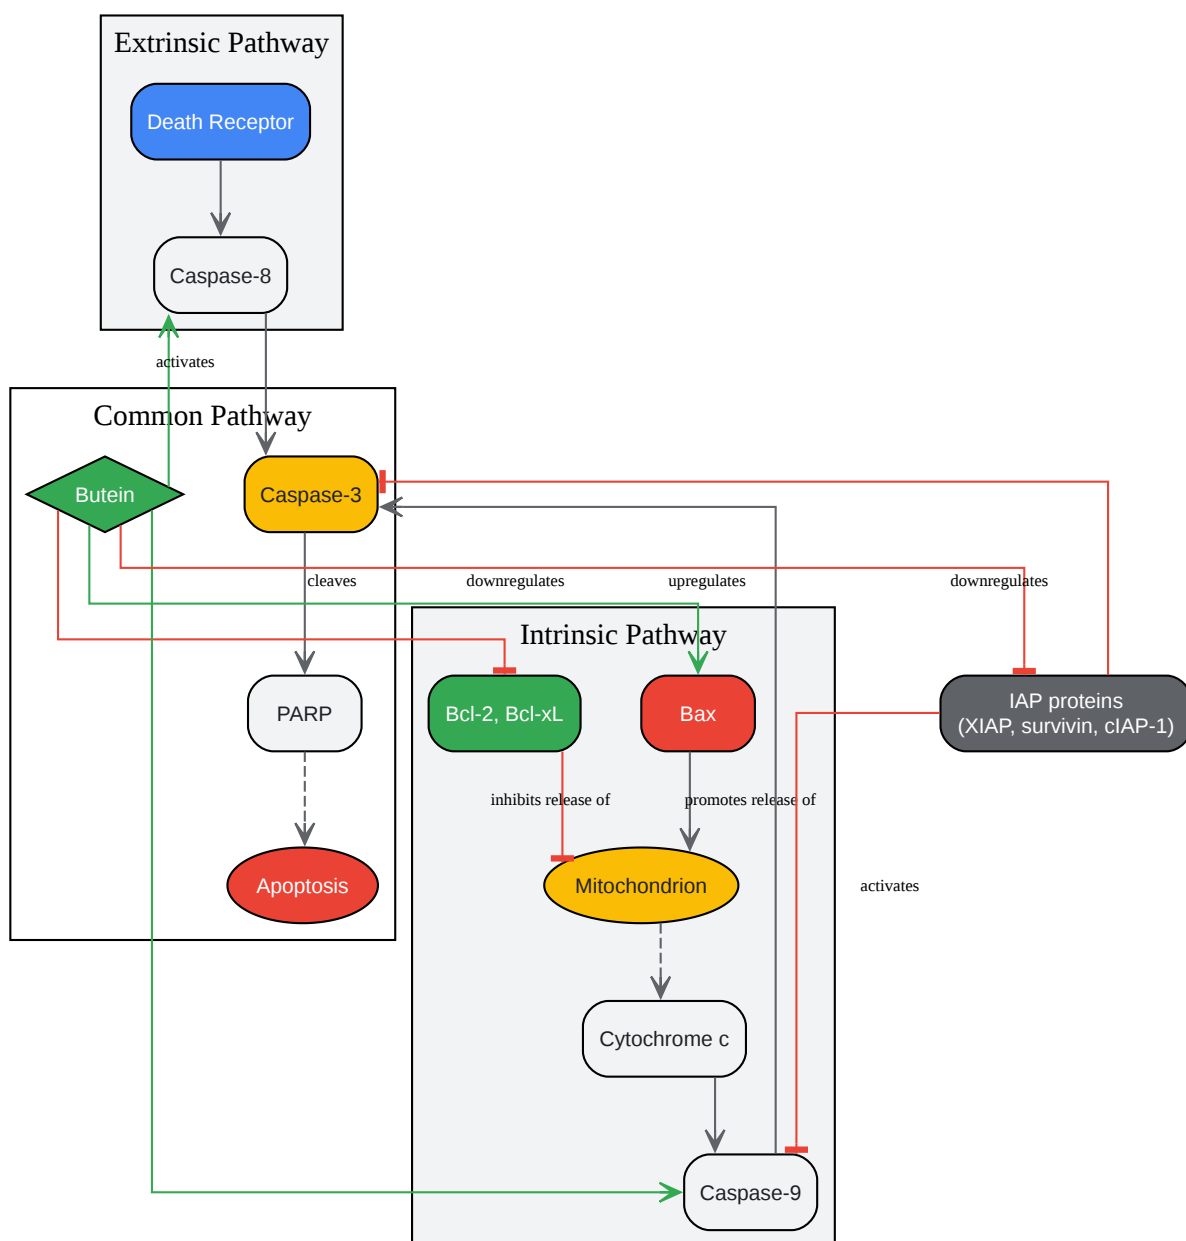 Extrinsic Pathway
Death Receptor
Caspase-8
activates
Common Pathway
Butein
Caspase-3
cleaves
downregulates
upregulates
downregulates
Intrinsic Pathway
PARP
Bcl-2, Bcl-xL
Bax
IAP proteins
(XIAP, survivin, cIAP-1)
inhibits release of
promotes release of
Apoptosis
Mitochondrion
activates
Cytochrome c
Caspase-9